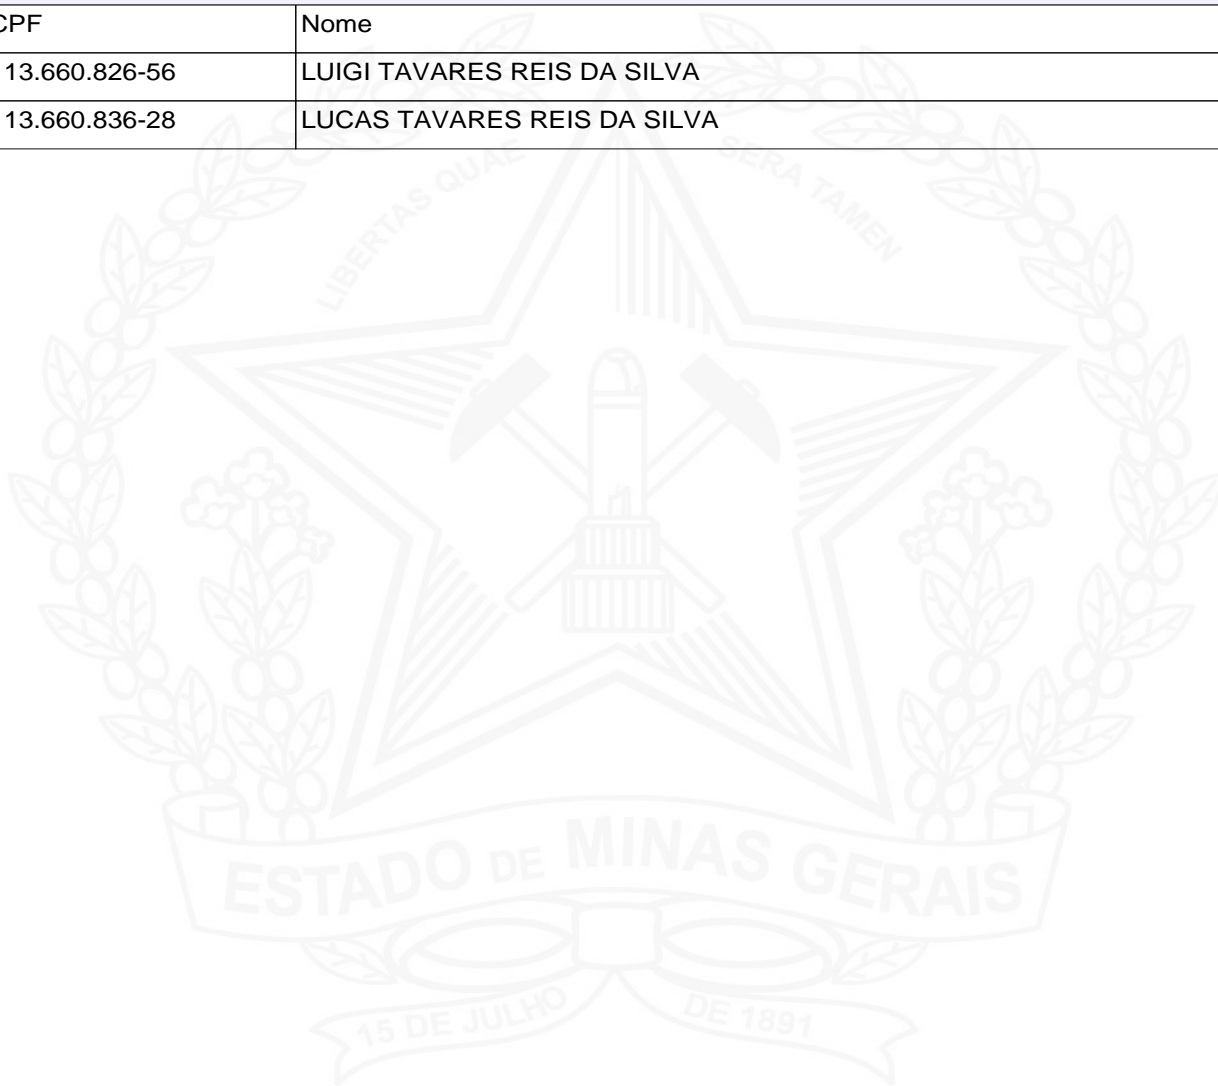 CPF Nome
13.660.826-56 LUIGI TAVARES REIS DA SILVA
13.660.836-28 LUCAS TAVARES REIS DA SILVA
LIBERTAS QUAE SERA TAMEN
ESTADO DE MINAS GERAIS
15 DE JULHO DE 1891